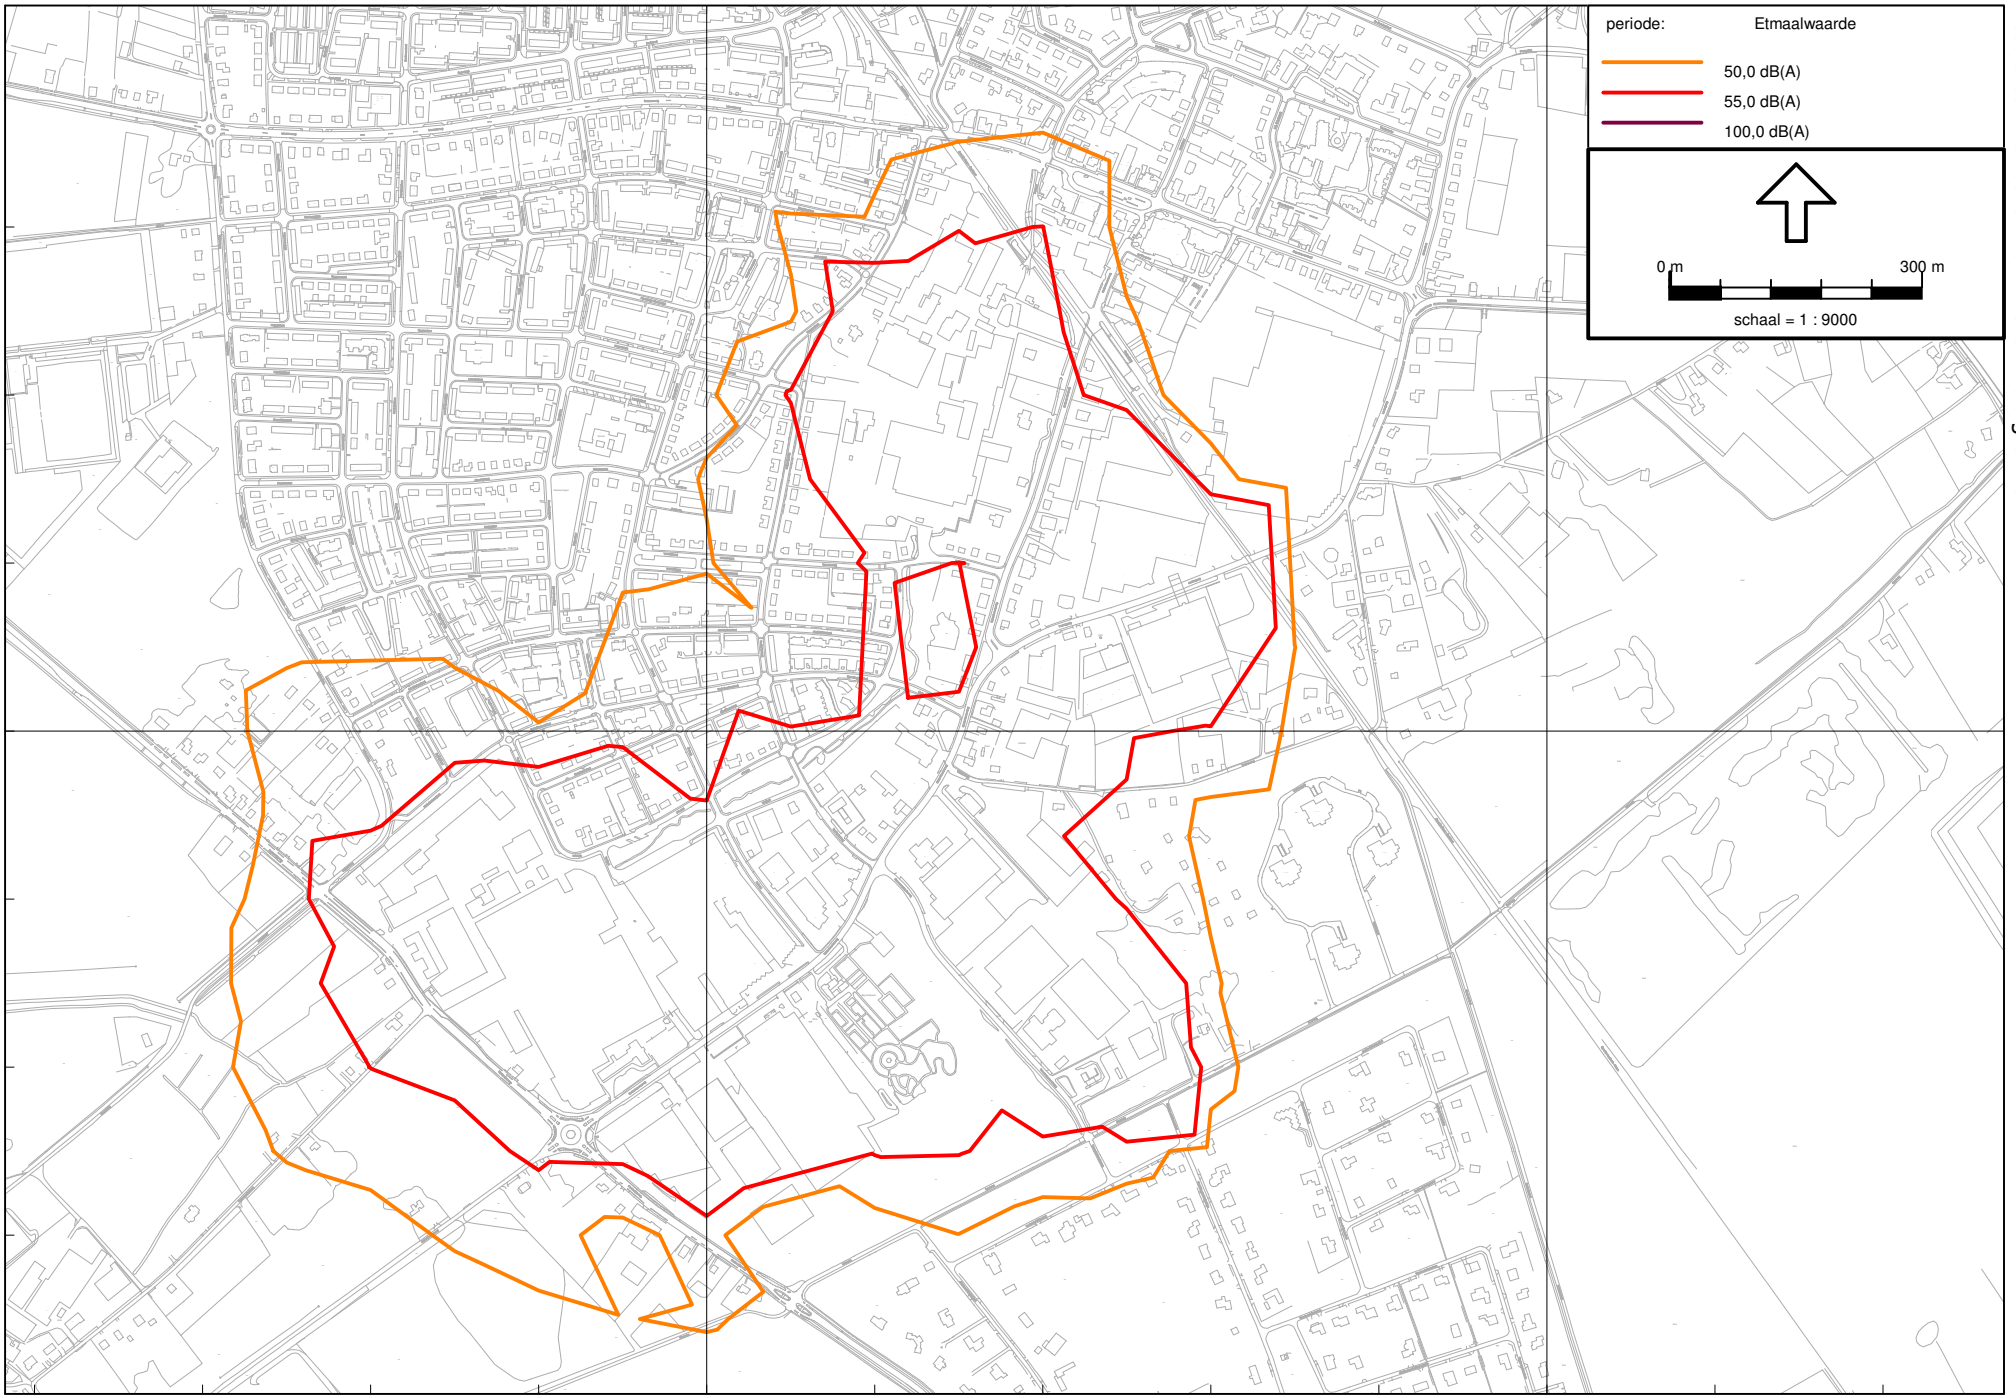 periode: Etmaalwaarde
50,0 dB(A)
55,0 dB(A)
100,0 dB(A)
0 m 300 m
schaal = 1 : 9000